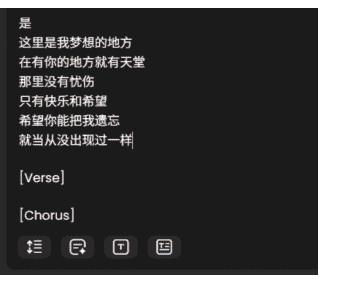 是
这里是我梦想的地方
在有你的地方就有天堂
那里没有忧伤
只有快乐和希望
希望你能把我遗忘
就当从没出现过一样
[Verse]
[Chorus]